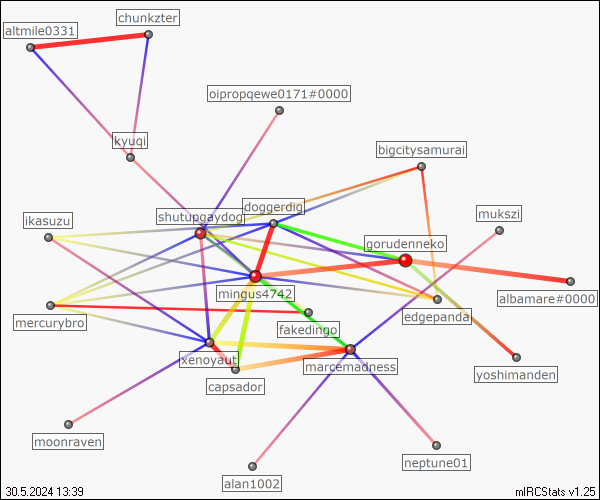 chunkzter
altmile0331
oipropqewe0171#0000
kyuqi
bigcitysamurai
doggerdig
mukszi
ikasuzu
shutupgaydog
gorudenneko
mingus4742
albamare#0000
mercurybro
edgepanda
fakedingo
xenoyaut
marcemadness
yoshimanden
capsador
moonraven
neptune01
alan1002
30.5.2024 13:39
mIRCStats v1.25